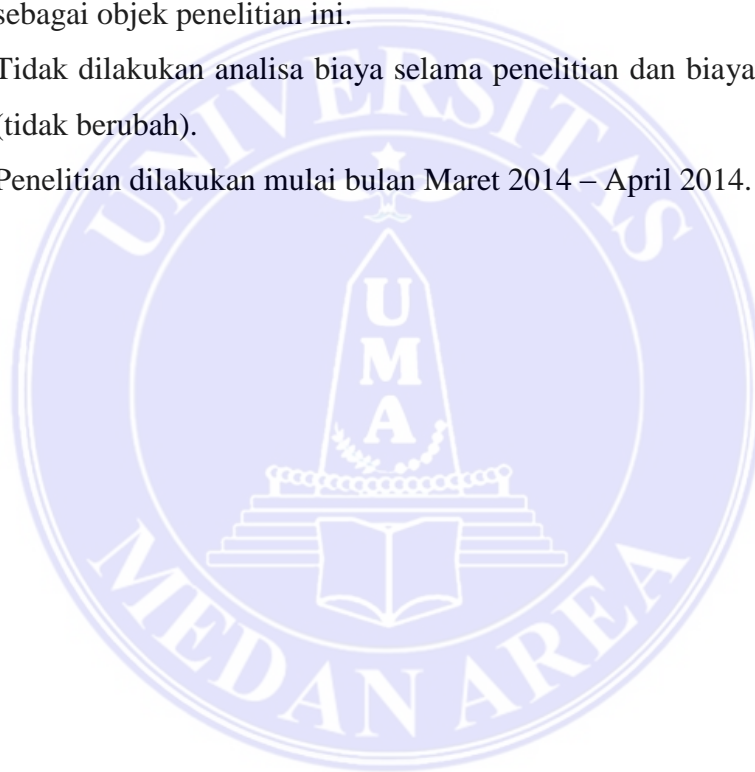 sebagai objek penelitian ini.
Tidak dilakukan analisa biaya selama penelitian dan biaya
(tidak berubah).
Penelitian dilakukan mulai bulan Maret 2014 – April 2014.
UNIVERSITAS
U
M
A
MEDAN AREA